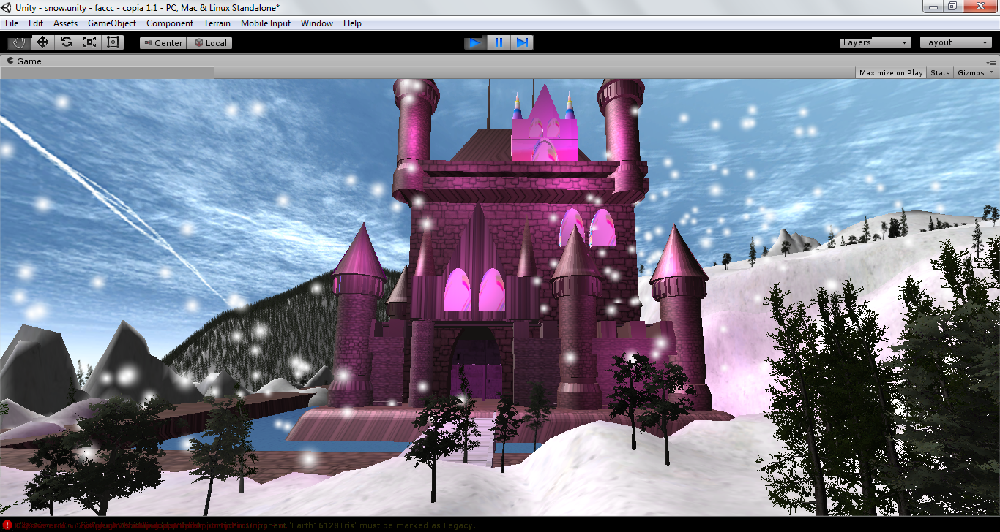 Unity - snow.unity - faccc - copia 1.1 - PC, Mac & Linux Standalone*
File Edit Assets GameObject Component Terrain Mobile Input Window Help
Center Local Layers Layout
Game
Maximize on Play Stats Gizmos
'Earth16128Tris' must be marked as Legacy.